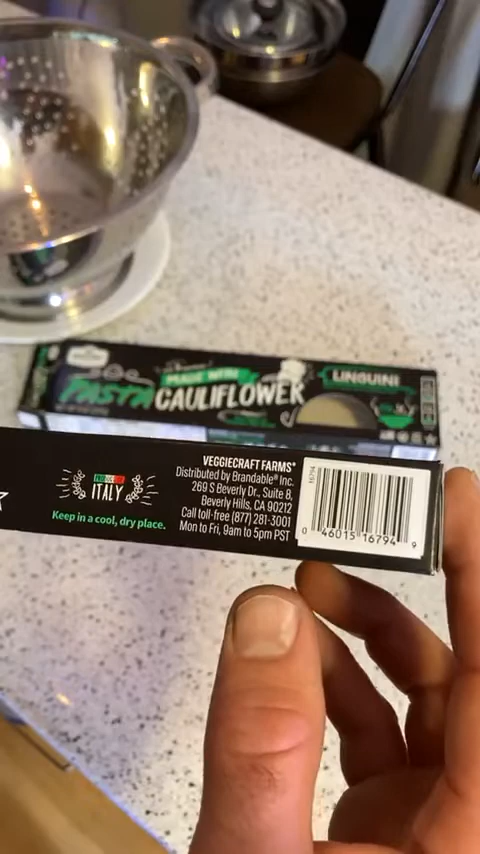 MADE WITH
PASTA CAULIFLOWER
LINGUINI
PRODUCT OF
ITALY
Keep in a cool, dry place.
VEGGIECRAFT FARMS®
Distributed by Brandable® Inc.
269 S Beverly Dr., Suite 8,
Beverly Hills, CA 90212
Call toll-free (877) 281-3001
Mon to Fri, 9am to 5pm PST
16794
0 46015 16794 9